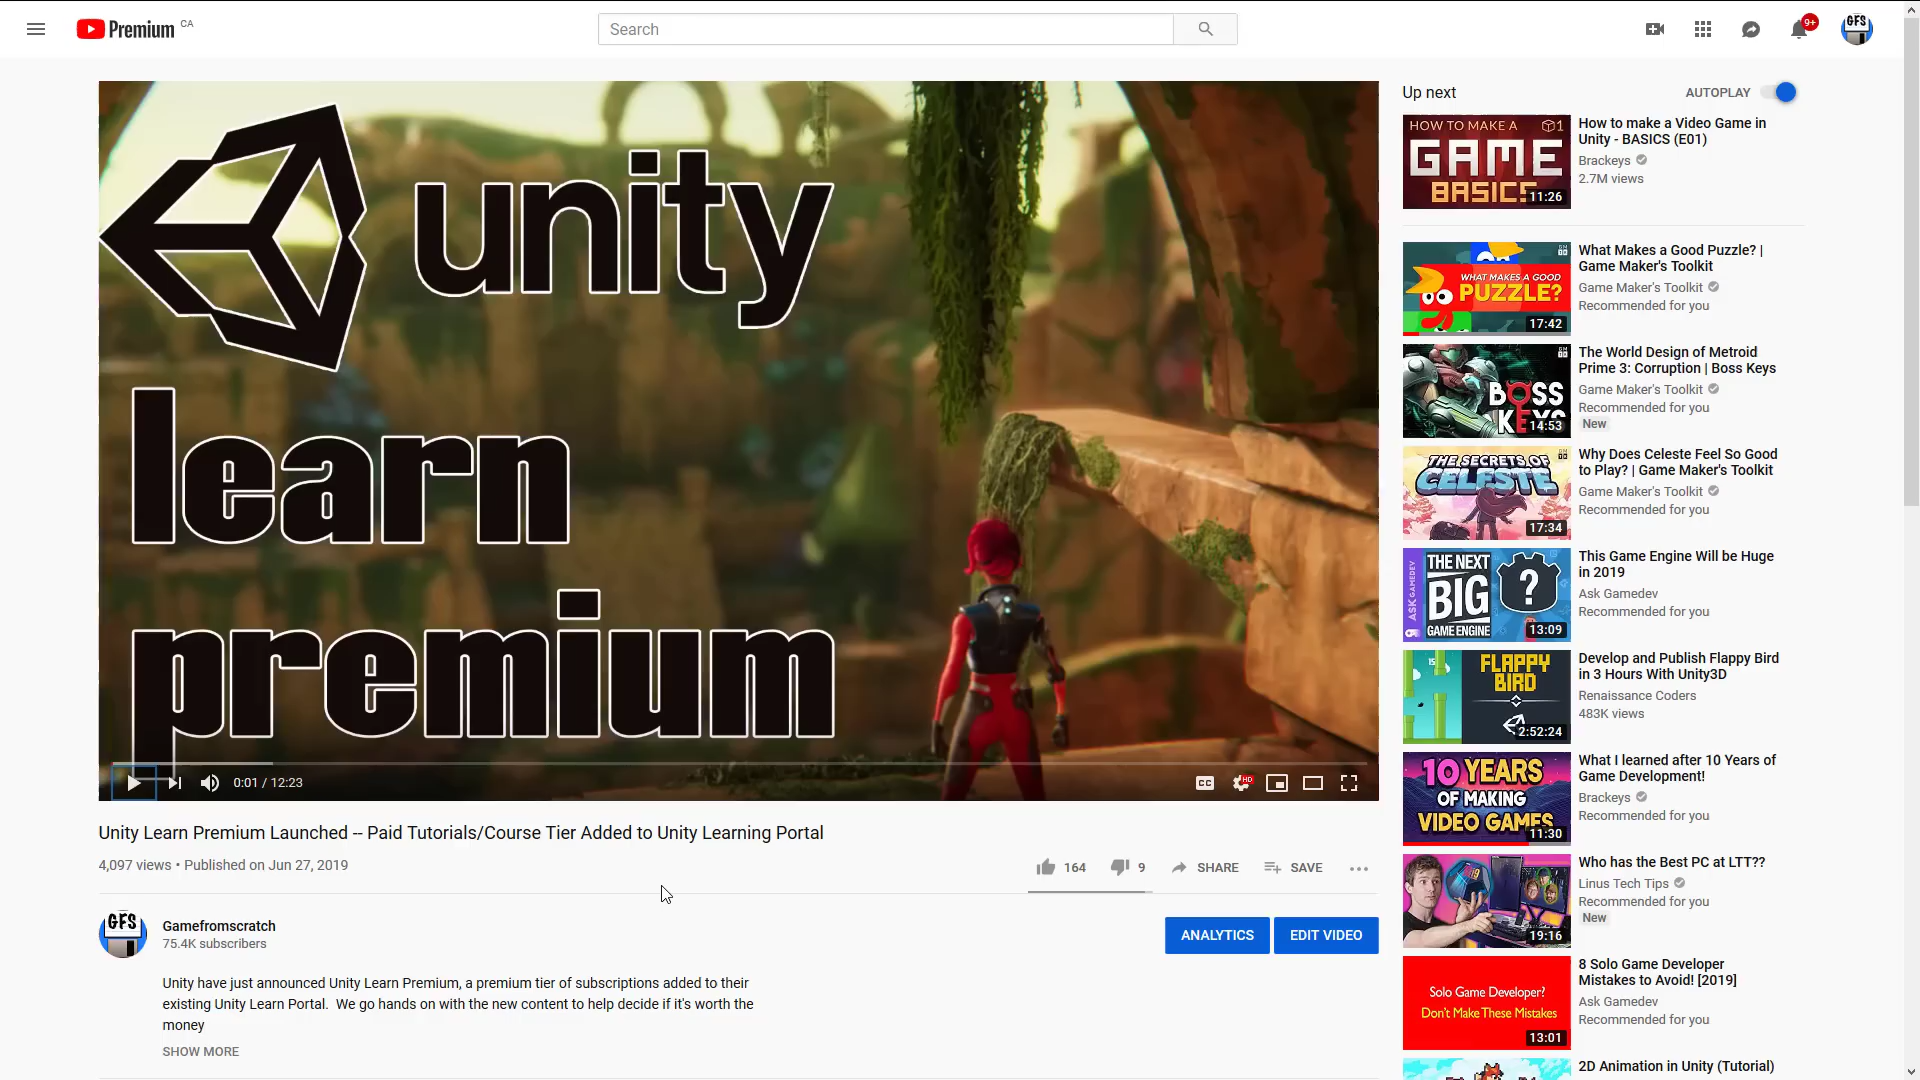 Premium CA
Search
9+
GFS
unity
learn
premium
0:01 / 12:23
CC
HD
Unity Learn Premium Launched -- Paid Tutorials/Course Tier Added to Unity Learning Portal
4,097 views • Published on Jun 27, 2019
164
9
SHARE
SAVE
GFS
Gamefromscratch
75.4K subscribers
ANALYTICS
EDIT VIDEO
Unity have just announced Unity Learn Premium, a premium tier of subscriptions added to their
existing Unity Learn Portal.  We go hands on with the new content to help decide if it's worth the
money
SHOW MORE
Up next
AUTOPLAY
HOW TO MAKE A
1
GAME
BASICS
11:26
How to make a Video Game in
Unity - BASICS (E01)
Brackeys
2.7M views
WHAT MAKES A GOOD
PUZZLE?
17:42
What Makes a Good Puzzle? |
Game Maker's Toolkit
Game Maker's Toolkit
Recommended for you
BOSS
KEYS
14:53
The World Design of Metroid
Prime 3: Corruption | Boss Keys
Game Maker's Toolkit
Recommended for you
New
THE SECRETS OF
CELESTE
17:34
Why Does Celeste Feel So Good
to Play? | Game Maker's Toolkit
Game Maker's Toolkit
Recommended for you
ASK GAMEDEV
THE NEXT
BIG
GAME ENGINE
?
13:09
This Game Engine Will be Huge
in 2019
Ask Gamedev
Recommended for you
15
FLAPPY
BIRD
2:52:24
Develop and Publish Flappy Bird
in 3 Hours With Unity3D
Renaissance Coders
483K views
10 YEARS
OF MAKING
VIDEO GAMES
11:30
What I learned after 10 Years of
Game Development!
Brackeys
Recommended for you
19:16
Who has the Best PC at LTT??
Linus Tech Tips
Recommended for you
New
Solo Game Developer?
Don't Make These Mistakes
13:01
8 Solo Game Developer
Mistakes to Avoid! [2019]
Ask Gamedev
Recommended for you
2D Animation in Unity (Tutorial)